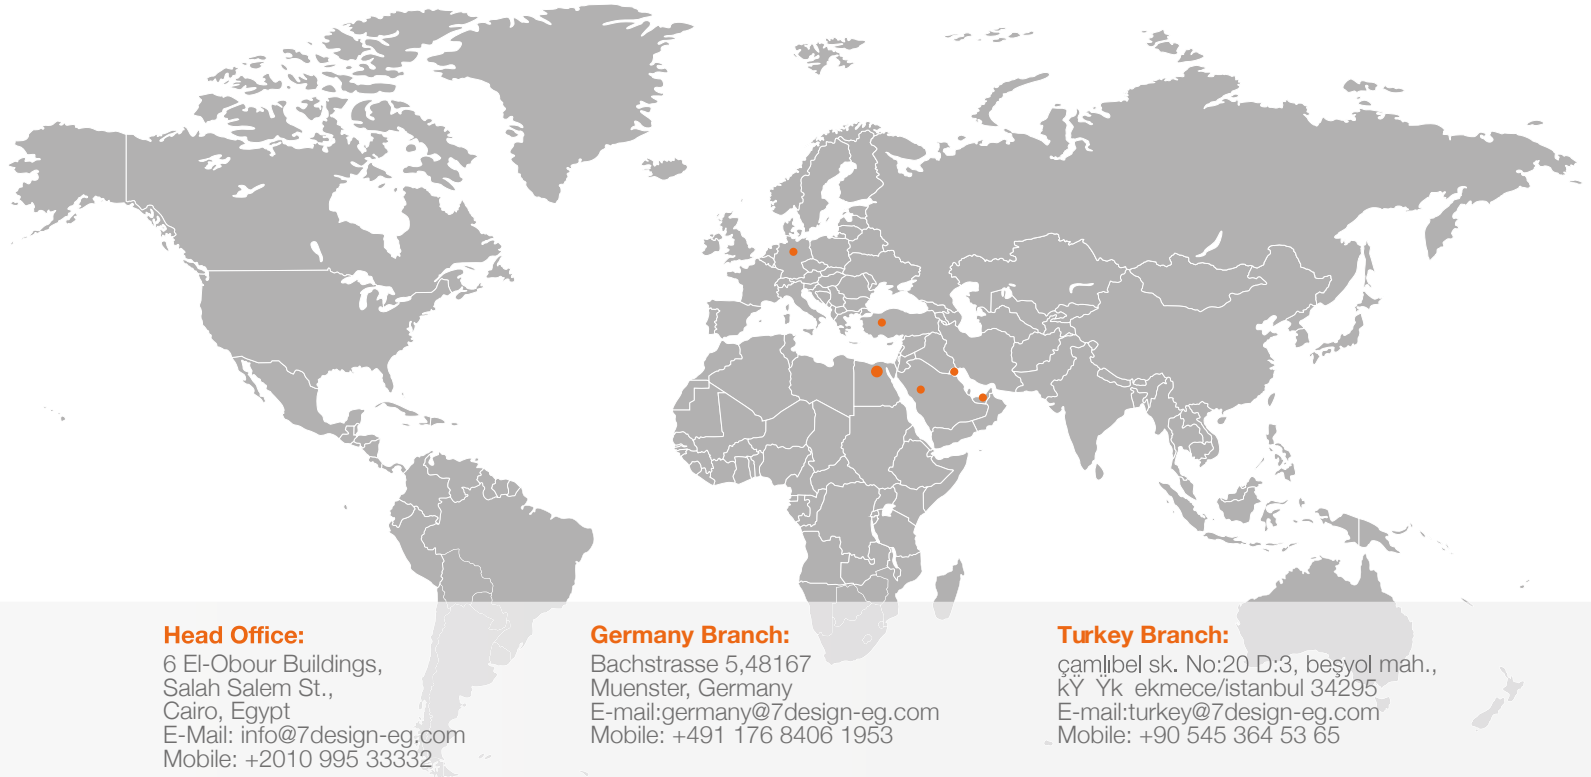 Head Office:
6 El-Obour Buildings,
Salah Salem St.,
Cairo, Egypt
E-Mail: info@7design-eg.com
Mobile: +2010 995 33332
Germany Branch:
Bachstrasse 5,48167
Muenster, Germany
E-mail:germany@7design-eg.com
Mobile: +491 176 8406 1953
Turkey Branch:
çamlıbel sk. No:20 D:3, beşyol mah.,
kŸ Ÿk ekmece/istanbul 34295
E-mail:turkey@7design-eg.com
Mobile: +90 545 364 53 65